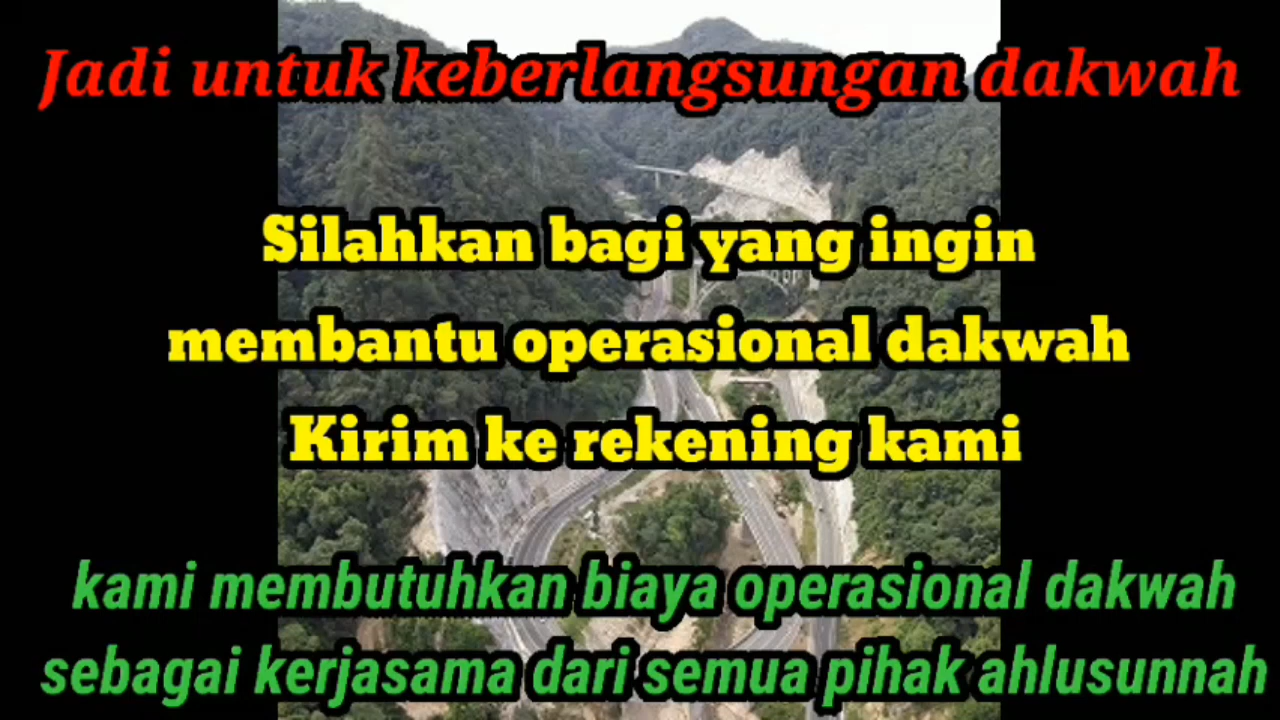 Jadi untuk keberlangsungan dakwah
Silahkan bagi yang ingin
membantu operasional dakwah
Kirim ke rekening kami
kami membutuhkan biaya operasional dakwah
sebagai kerjasama dari semua pihak ahlusunnah